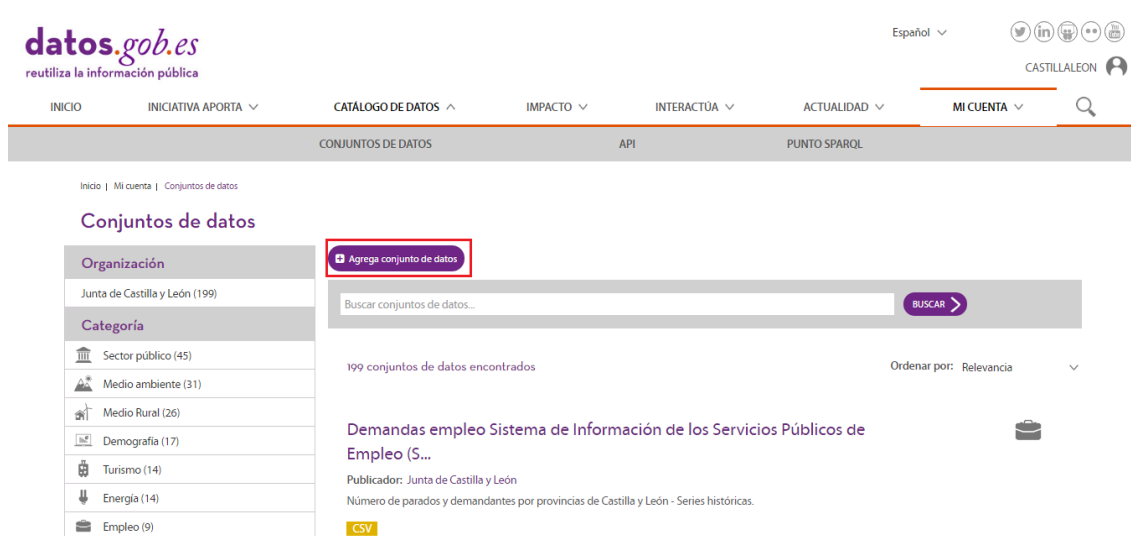 datos.gob.es
reutiliza la información pública
Español
CASTILLALEON
INICIO
INICIATIVA APORTA
CATÁLOGO DE DATOS
IMPACTO
INTERACTÚA
ACTUALIDAD
MI CUENTA
CONJUNTOS DE DATOS
API
PUNTO SPARQL
Inicio | Mi cuenta | Conjuntos de datos
Conjuntos de datos
Organización
Junta de Castilla y León (199)
Categoría
Sector público (45)
Medio ambiente (31)
Medio Rural (26)
Demografía (17)
Turismo (14)
Energía (14)
Empleo (9)
Agrega conjunto de datos
Buscar conjuntos de datos...
BUSCAR
199 conjuntos de datos encontrados
Ordenar por: Relevancia
Demandas empleo Sistema de Información de los Servicios Públicos de
Empleo (S...
Publicador: Junta de Castilla y León
Número de parados y demandantes por provincias de Castilla y León - Series históricas.
CSV